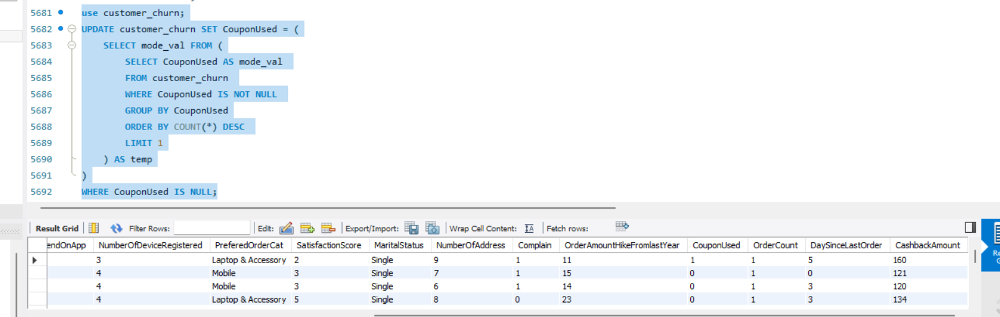 5681 use customer_churn;
5682 UPDATE customer_churn SET CouponUsed = (
5683 SELECT mode_val FROM (
5684 SELECT CouponUsed AS mode_val
5685 FROM customer_churn
5686 WHERE CouponUsed IS NOT NULL
5687 GROUP BY CouponUsed
5688 ORDER BY COUNT(*) DESC
5689 LIMIT 1
5690 ) AS temp
5691 )
5692 WHERE CouponUsed IS NULL;
Result Grid Filter Rows: Edit: Export/Import: Wrap Cell Content: Fetch rows:
endOnApp NumberOfDeviceRegistered PreferedOrderCat SatisfactionScore MaritalStatus NumberOfAddress Complain OrderAmountHikeFromlastYear CouponUsed OrderCount DaySinceLastOrder CashbackAmount
3 Laptop & Accessory 2 Single 9 1 11 1 1 5 160
4 Mobile 3 Single 7 1 15 0 1 0 121
4 Mobile 3 Single 6 1 14 0 1 3 120
4 Laptop & Accessory 5 Single 8 0 23 0 1 3 134